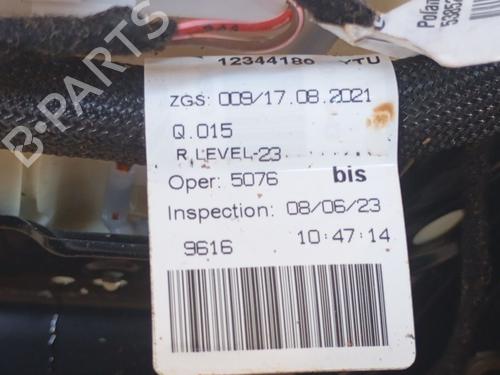 12344186 YTU
ZGS: 009/17.08.2021
Q.015
R.LEVEL-23
Oper: 5076 bis
Inspection: 08/06/23
9616 10:47:14
B-PARTS